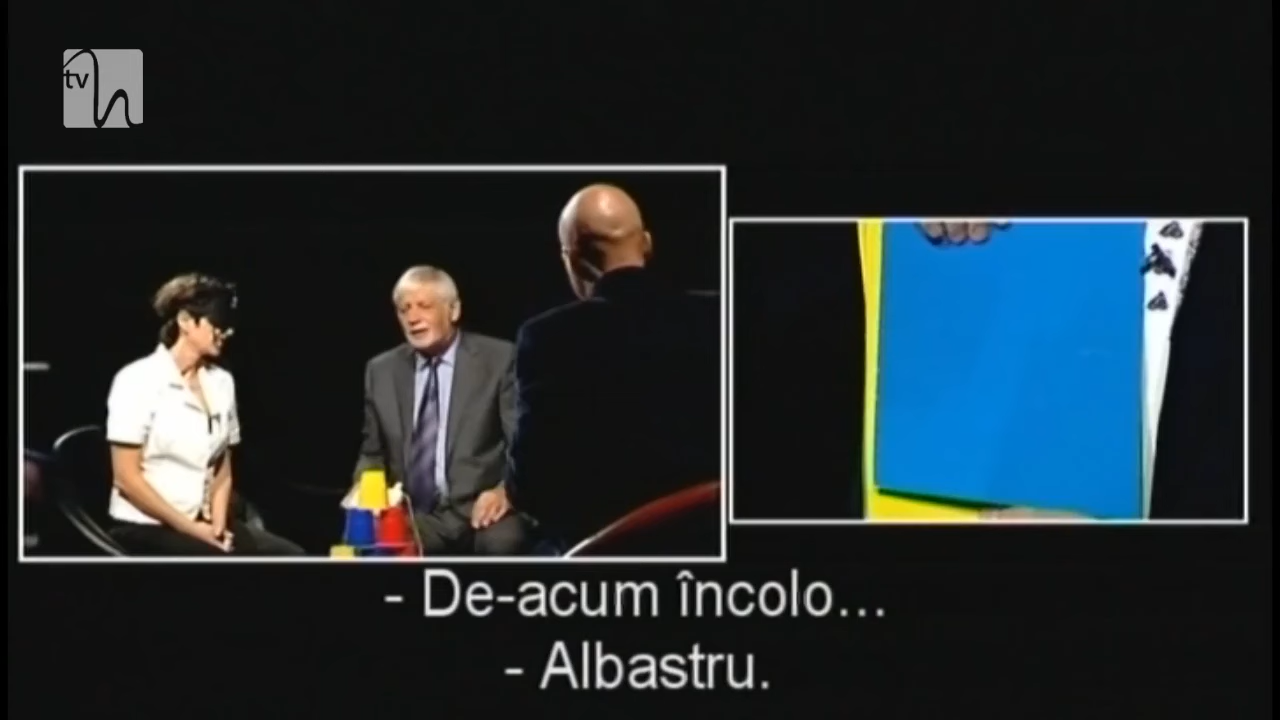 tv
- De-acum încolo...
- Albastru.